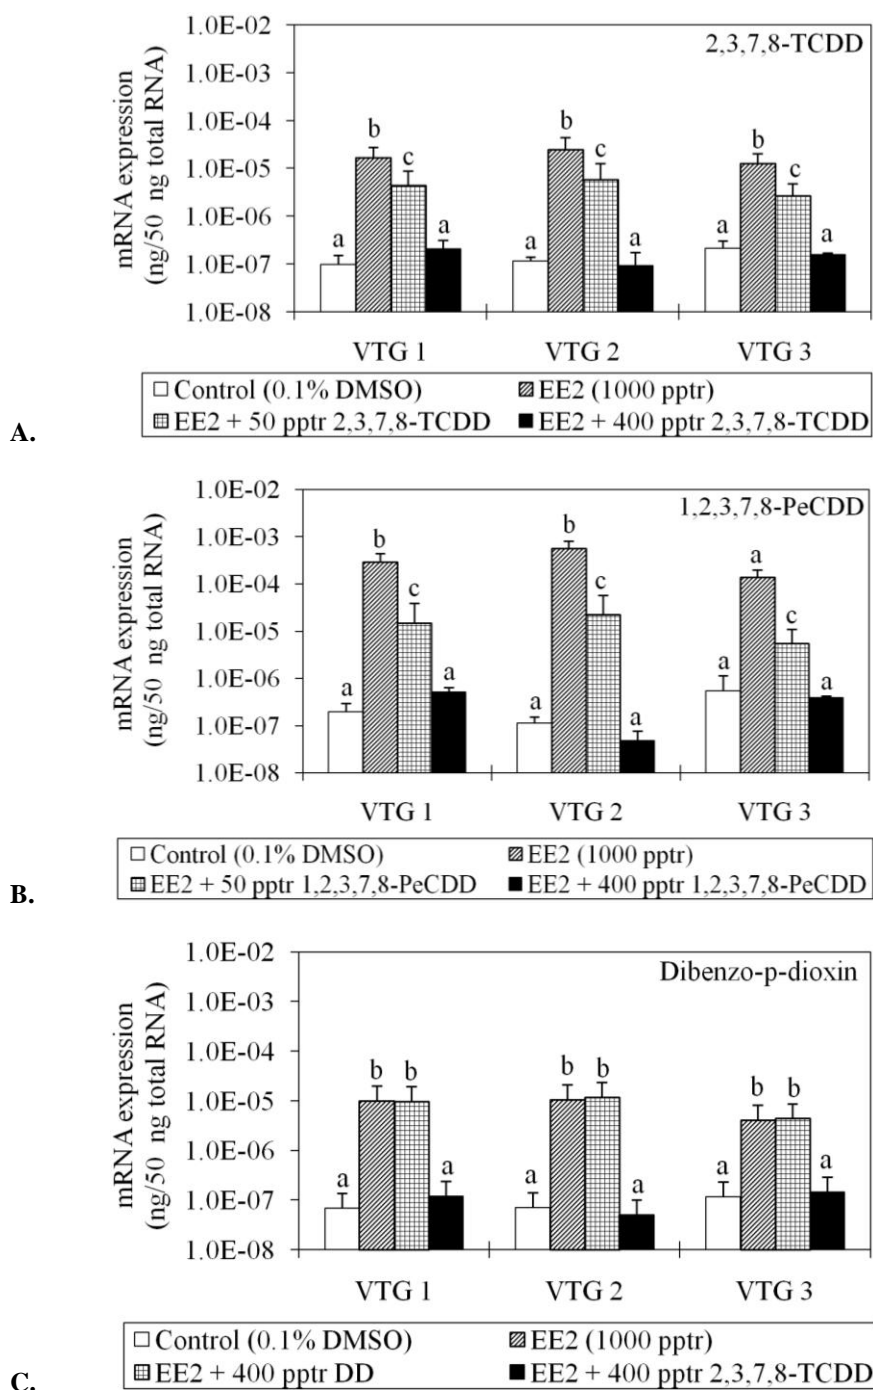 2,3,7,8-TCDD
mRNA expression
(ng/50 ng total RNA)
1.0E-02
1.0E-03
1.0E-04
1.0E-05
1.0E-06
1.0E-07
1.0E-08
a b c a
a b c a
a b c a
VTG 1 VTG 2 VTG 3
Control (0.1% DMSO) EE2 (1000 pptr)
EE2 + 50 pptr 2,3,7,8-TCDD EE2 + 400 pptr 2,3,7,8-TCDD
A.
1,2,3,7,8-PeCDD
mRNA expression
(ng/50 ng total RNA)
1.0E-02
1.0E-03
1.0E-04
1.0E-05
1.0E-06
1.0E-07
1.0E-08
a b c a
a b c a
a a c a
VTG 1 VTG 2 VTG 3
Control (0.1% DMSO) EE2 (1000 pptr)
EE2 + 50 pptr 1,2,3,7,8-PeCDD EE2 + 400 pptr 1,2,3,7,8-PeCDD
B.
Dibenzo-p-dioxin
mRNA expression
(ng/50 ng total RNA)
1.0E-02
1.0E-03
1.0E-04
1.0E-05
1.0E-06
1.0E-07
1.0E-08
a b b a
a b b a
a b b a
VTG 1 VTG 2 VTG 3
Control (0.1% DMSO) EE2 (1000 pptr)
EE2 + 400 pptr DD EE2 + 400 pptr 2,3,7,8-TCDD
C.